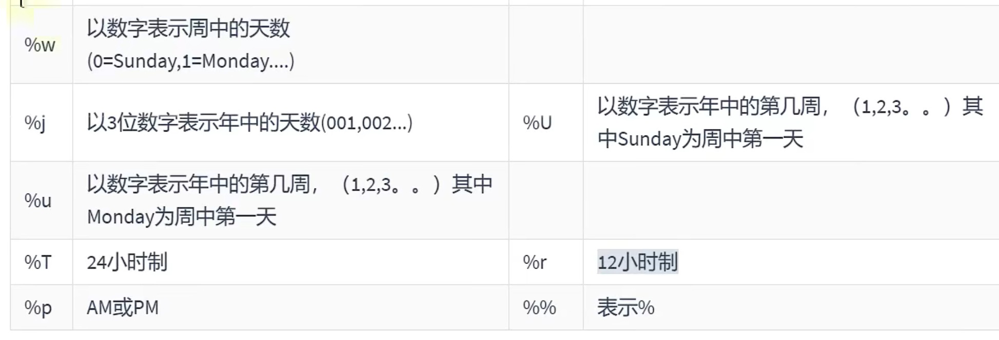 %w
以数字表示周中的天数
(0=Sunday,1=Monday....)
%j
以3位数字表示年中的天数(001,002...)
%U
以数字表示年中的第几周，（1,2,3。。）其
中Sunday为周中第一天
%u
以数字表示年中的第几周，（1,2,3。。）其中
Monday为周中第一天
%T
24小时制
%r
12小时制
%p
AM或PM
%%
表示%